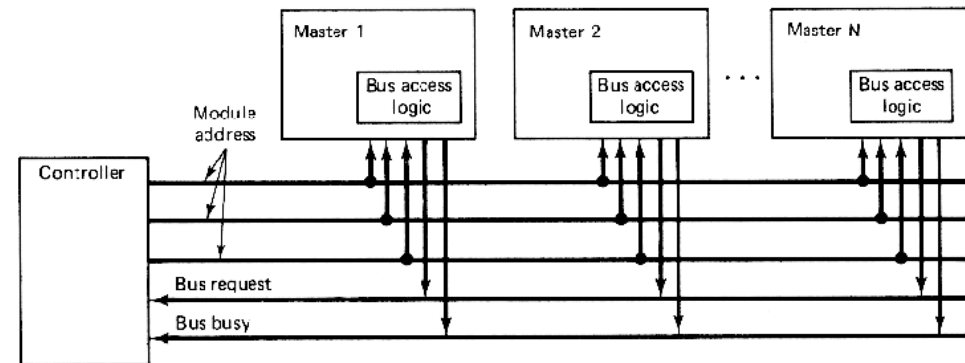 Master 1
Master 2
Master N
Bus access
logic
Bus access
logic
. . .
Bus access
logic
Module
address
Controller
Bus request
Bus busy